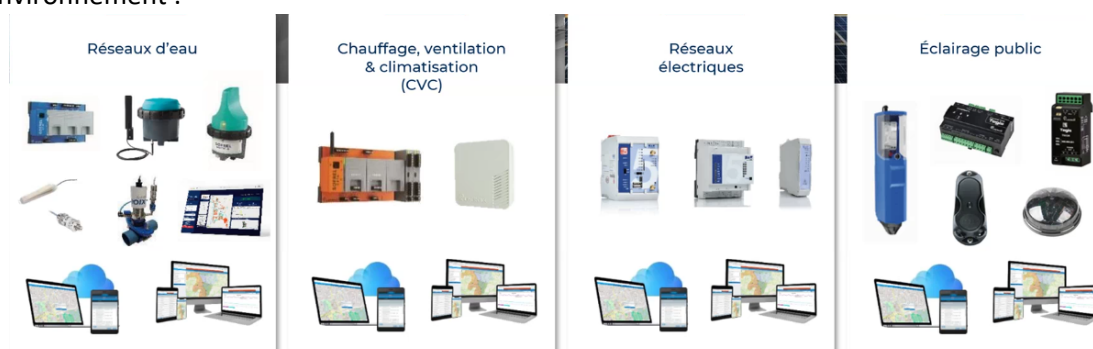 nvironnement :
Réseaux d'eau
Chauffage, ventilation
& climatisation
(CVC)
Réseaux
électriques
Éclairage public